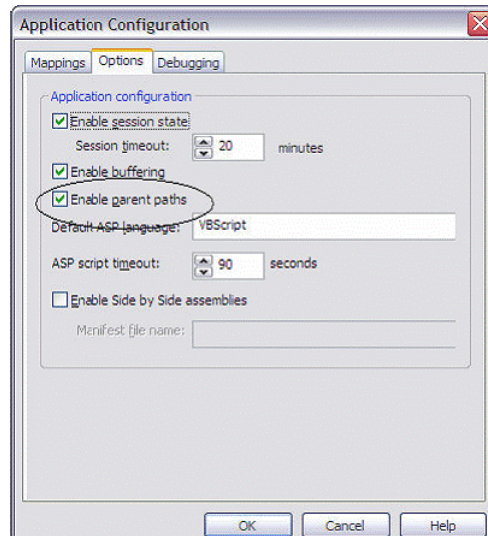 Application Configuration
Mappings Options Debugging
Application configuration
Enable session state
Session timeout: 20 minutes
Enable buffering
Enable parent paths
Default ASP language: VBScript
ASP script timeout: 90 seconds
Enable Side by Side assemblies
Manifest file name:
OK Cancel Help